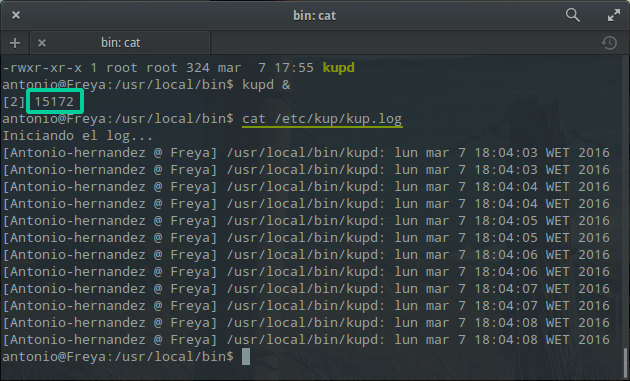 bin: cat
bin: cat
-rwxr-xr-x 1 root root 324 mar  7 17:55 kupd
antonio@Freya:/usr/local/bin$ kupd &
[2] 15172
antonio@Freya:/usr/local/bin$ cat /etc/kup/kup.log
Iniciando el log...
[Antonio-hernandez @ Freya] /usr/local/bin/kupd: lun mar 7 18:04:03 WET 2016
[Antonio-hernandez @ Freya] /usr/local/bin/kupd: lun mar 7 18:04:03 WET 2016
[Antonio-hernandez @ Freya] /usr/local/bin/kupd: lun mar 7 18:04:04 WET 2016
[Antonio-hernandez @ Freya] /usr/local/bin/kupd: lun mar 7 18:04:04 WET 2016
[Antonio-hernandez @ Freya] /usr/local/bin/kupd: lun mar 7 18:04:05 WET 2016
[Antonio-hernandez @ Freya] /usr/local/bin/kupd: lun mar 7 18:04:05 WET 2016
[Antonio-hernandez @ Freya] /usr/local/bin/kupd: lun mar 7 18:04:06 WET 2016
[Antonio-hernandez @ Freya] /usr/local/bin/kupd: lun mar 7 18:04:06 WET 2016
[Antonio-hernandez @ Freya] /usr/local/bin/kupd: lun mar 7 18:04:07 WET 2016
[Antonio-hernandez @ Freya] /usr/local/bin/kupd: lun mar 7 18:04:07 WET 2016
[Antonio-hernandez @ Freya] /usr/local/bin/kupd: lun mar 7 18:04:08 WET 2016
[Antonio-hernandez @ Freya] /usr/local/bin/kupd: lun mar 7 18:04:08 WET 2016
antonio@Freya:/usr/local/bin$